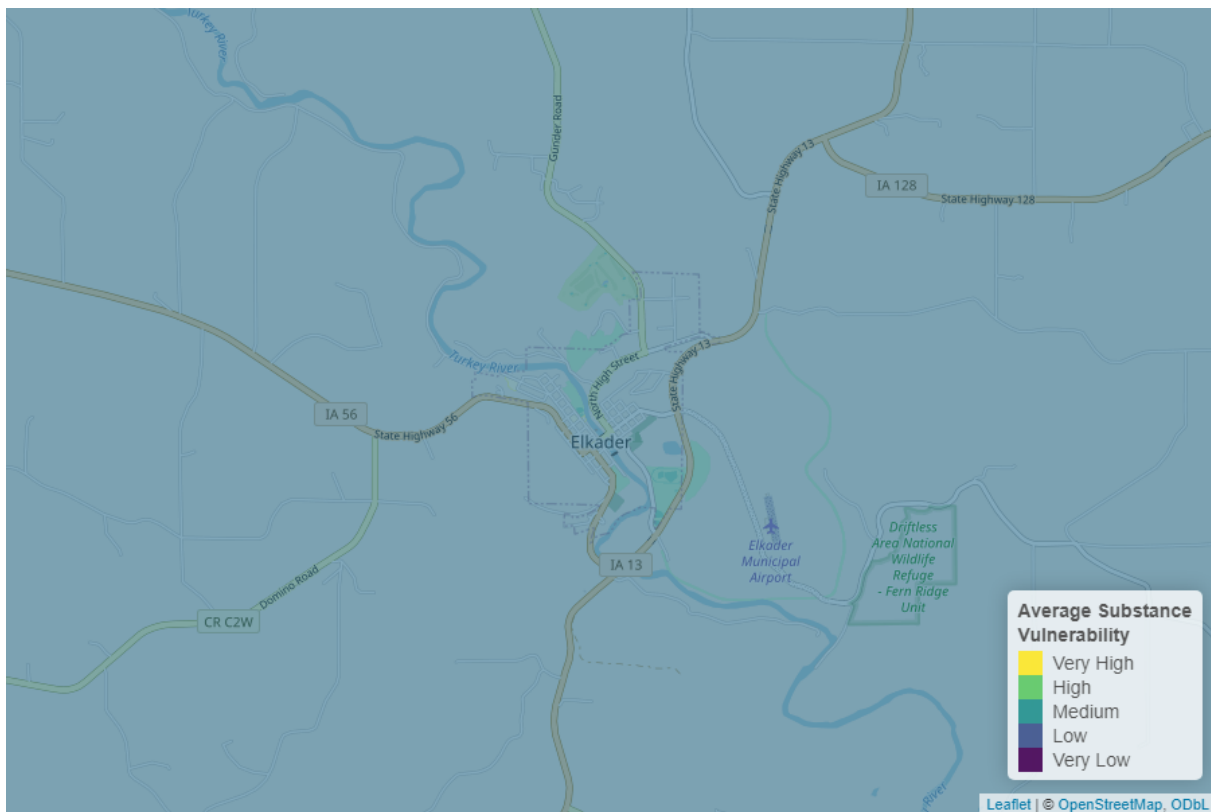 Turkey River
Gunder Road
State Highway 13
IA 128
State Highway 128
Turkey River
North High Street
State Highway 13
IA 56
State Highway 56
Elkader
Elkader
Municipal
Airport
Driftless
Area National
Wildlife
Refuge
- Fern Ridge
Unit
IA 13
Domino Road
CR C2W
Average Substance
Vulnerability
Very High
High
Medium
Low
Very Low
Leaflet | © OpenStreetMap, ODbL